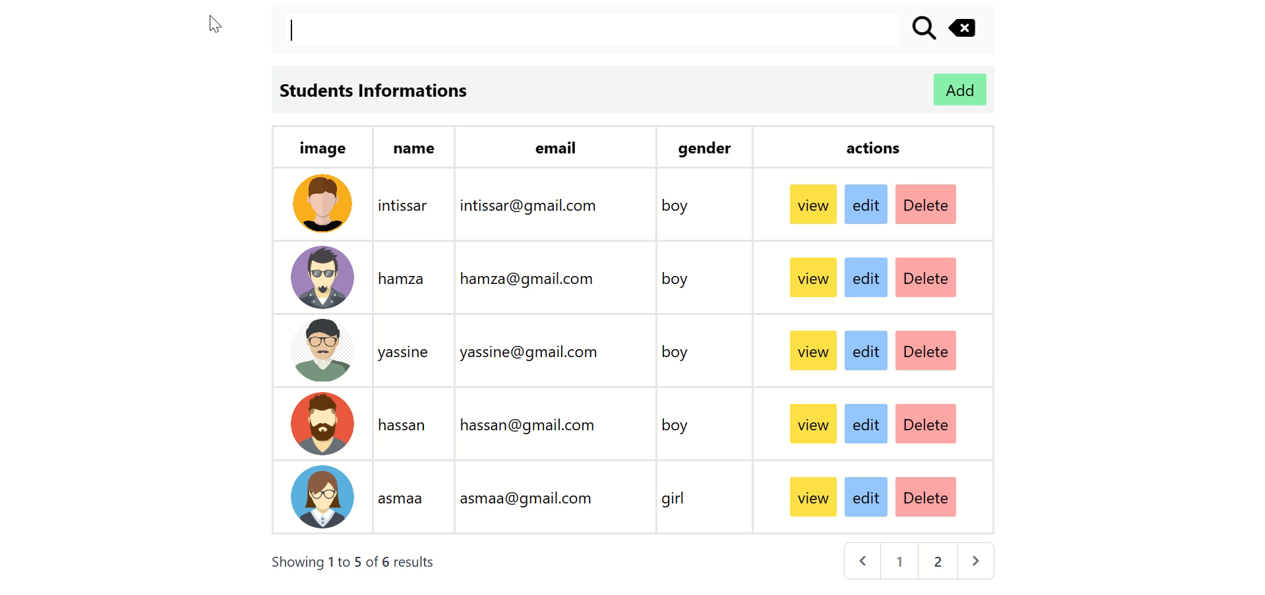 Students Informations Add
image name email gender actions
intissar intissar@gmail.com boy view edit Delete
hamza hamza@gmail.com boy view edit Delete
yassine yassine@gmail.com boy view edit Delete
hassan hassan@gmail.com boy view edit Delete
asmaa asmaa@gmail.com girl view edit Delete
Showing 1 to 5 of 6 results 1 2